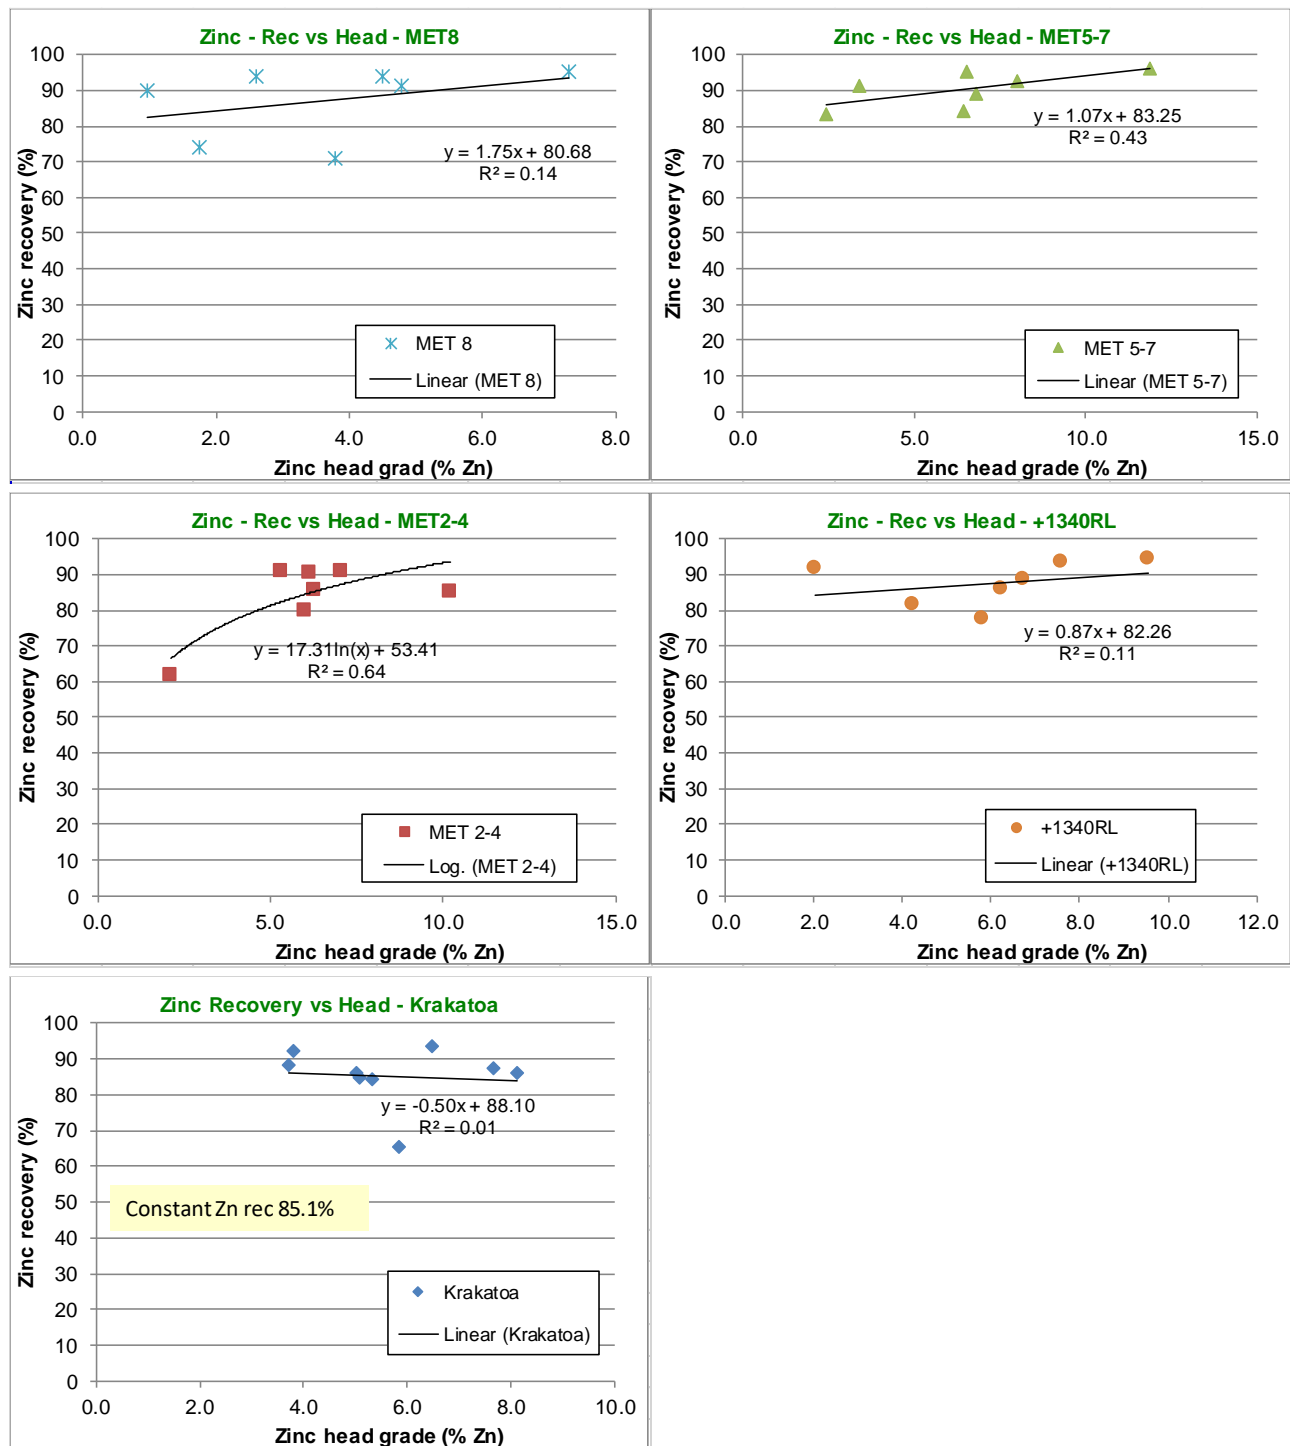 Zinc - Rec vs Head - MET8
Zinc recovery (%)
100
90
80
70
60
50
40
30
20
10
0
y = 1.75x + 80.68
R² = 0.14
MET 8
Linear (MET 8)
0.0 2.0 4.0 6.0 8.0
Zinc head grad (% Zn)
Zinc - Rec vs Head - MET5-7
Zinc recovery (%)
100
90
80
70
60
50
40
30
20
10
0
y = 1.07x + 83.25
R² = 0.43
MET 5-7
Linear (MET 5-7)
0.0 5.0 10.0 15.0
Zinc head grade (% Zn)
Zinc - Rec vs Head - MET2-4
Zinc recovery (%)
100
90
80
70
60
50
40
30
20
10
0
y = 17.31ln(x) + 53.41
R² = 0.64
MET 2-4
Log. (MET 2-4)
0.0 5.0 10.0 15.0
Zinc head grade (% Zn)
Zinc - Rec vs Head - +1340RL
Zinc recovery (%)
100
90
80
70
60
50
40
30
20
10
0
y = 0.87x + 82.26
R² = 0.11
+1340RL
Linear (+1340RL)
0.0 2.0 4.0 6.0 8.0 10.0 12.0
Zinc head grade (% Zn)
Zinc Recovery vs Head - Krakatoa
Zinc recovery (%)
100
90
80
70
60
50
40
30
20
10
0
y = -0.50x + 88.10
R² = 0.01
Constant Zn rec 85.1%
Krakatoa
Linear (Krakatoa)
0.0 2.0 4.0 6.0 8.0 10.0
Zinc head grade (% Zn)